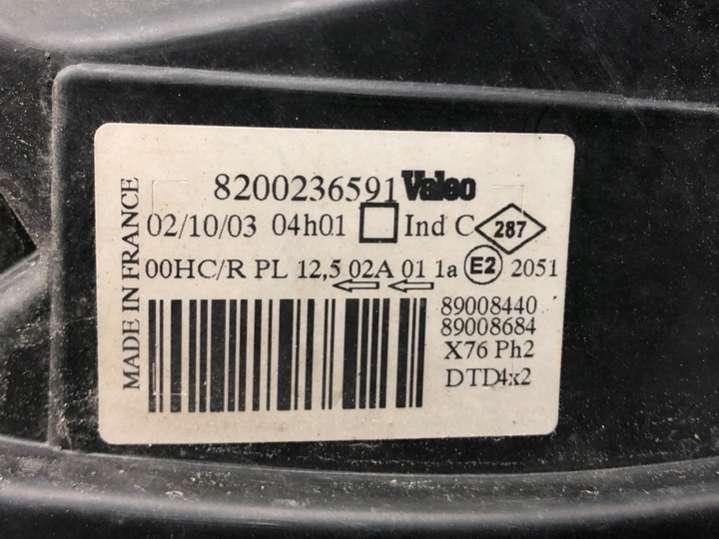 MADE IN FRANCE
8200236591 Valeo
02/10/03 04h01 Ind C 287
00HC/R PL 12,5 02A 01 1a E2 2051
89008440
89008684
X76 Ph2
DTD4x2